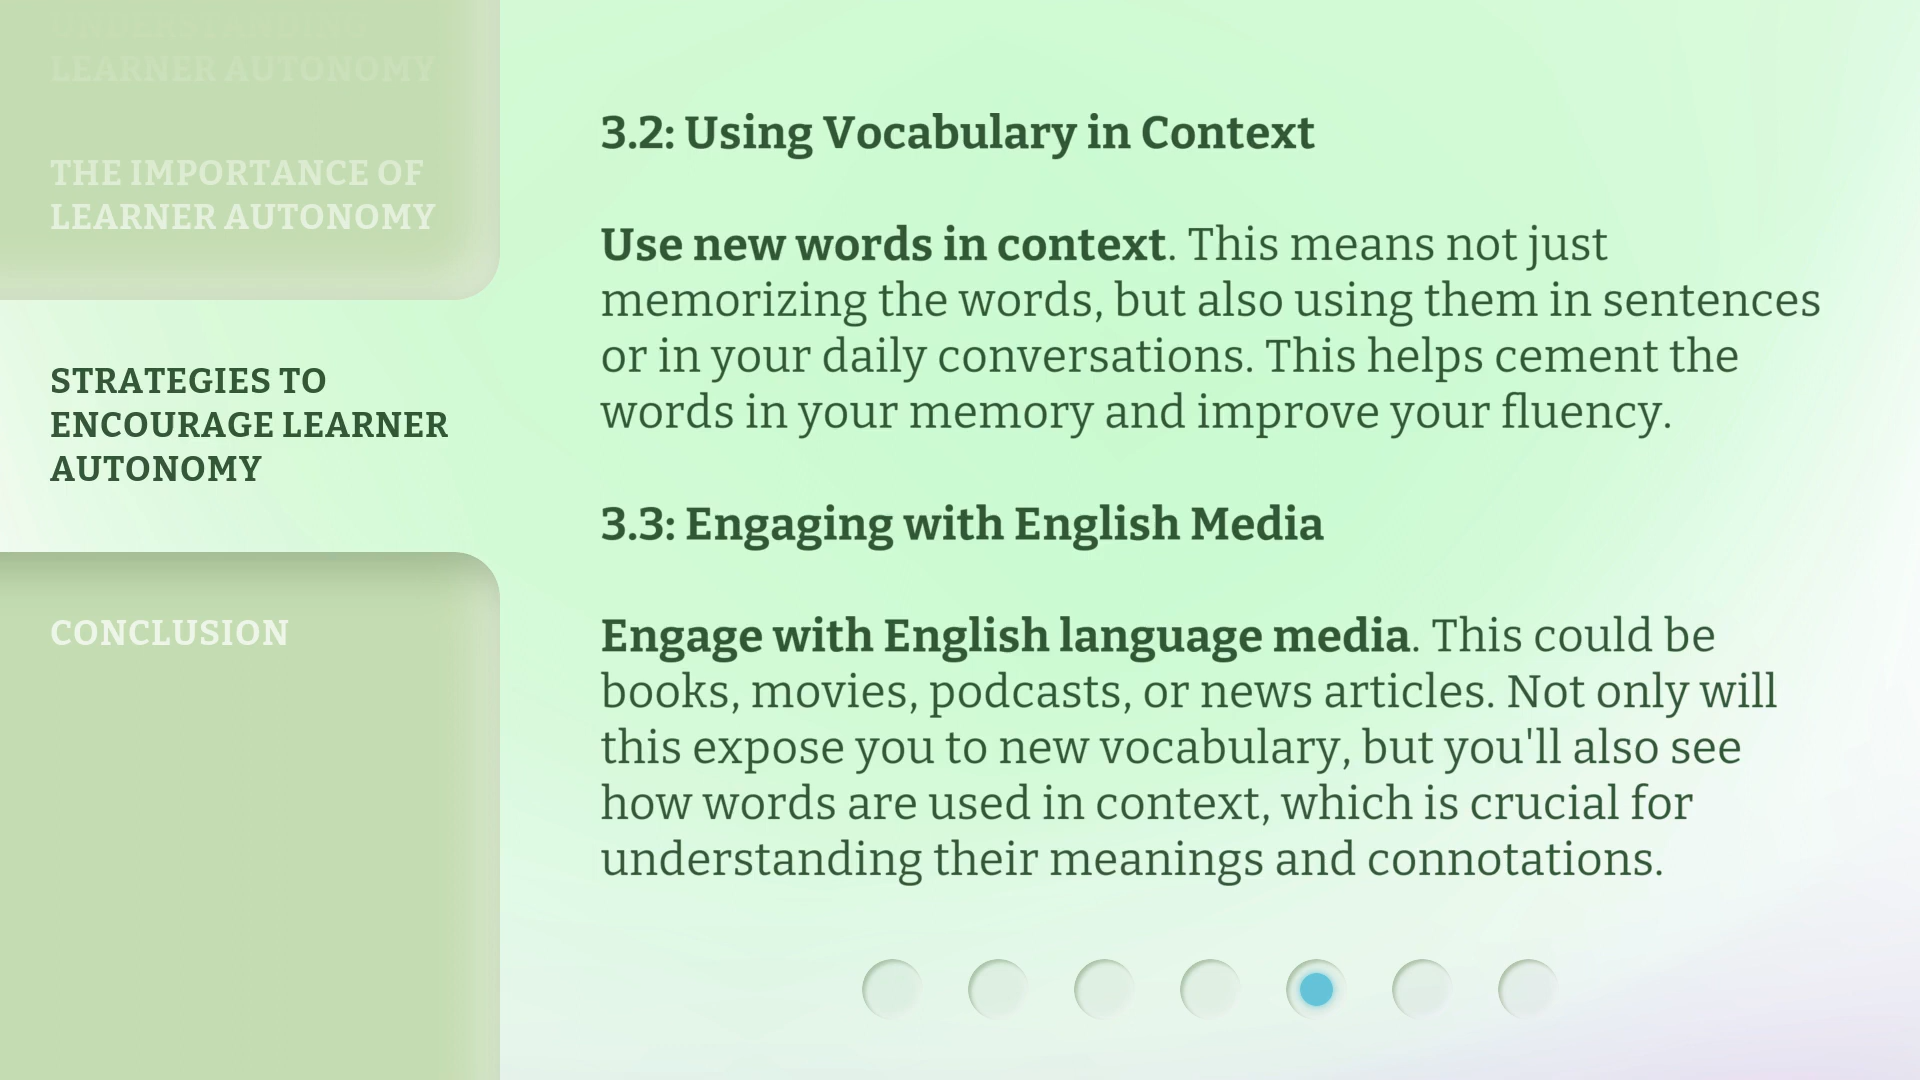 UNDERSTANDING
LEARNER AUTONOMY
THE IMPORTANCE OF
LEARNER AUTONOMY
STRATEGIES TO
ENCOURAGE LEARNER
AUTONOMY
CONCLUSION
3.2: Using Vocabulary in Context
Use new words in context. This means not just
memorizing the words, but also using them in sentences
or in your daily conversations. This helps cement the
words in your memory and improve your fluency.
3.3: Engaging with English Media
Engage with English language media. This could be
books, movies, podcasts, or news articles. Not only will
this expose you to new vocabulary, but you'll also see
how words are used in context, which is crucial for
understanding their meanings and connotations.